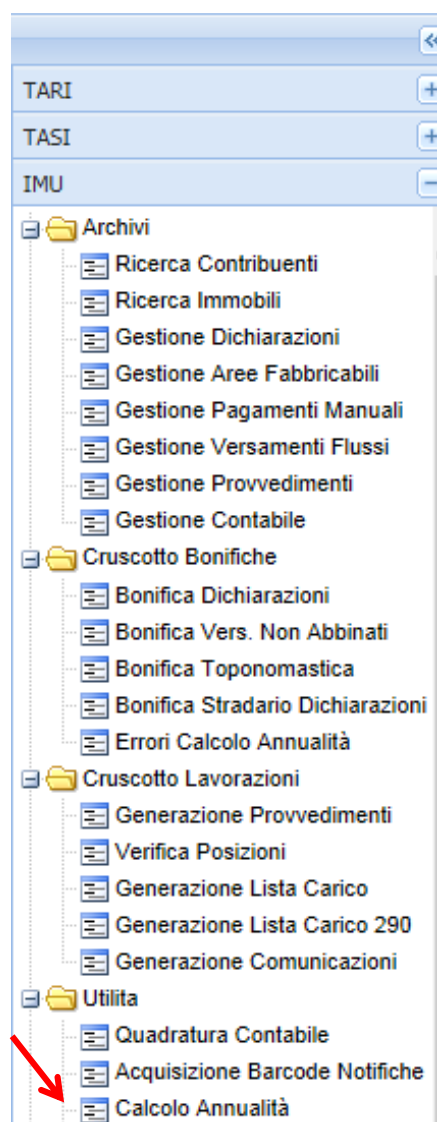 TARI
TASI
IMU
Archivi
Ricerca Contribuenti
Ricerca Immobili
Gestione Dichiarazioni
Gestione Aree Fabbricabili
Gestione Pagamenti Manuali
Gestione Versamenti Flussi
Gestione Provvedimenti
Gestione Contabile
Cruscotto Bonifiche
Bonifica Dichiarazioni
Bonifica Vers. Non Abbinati
Bonifica Toponomastica
Bonifica Stradario Dichiarazioni
Errori Calcolo Annualità
Cruscotto Lavorazioni
Generazione Provvedimenti
Verifica Posizioni
Generazione Lista Carico
Generazione Lista Carico 290
Generazione Comunicazioni
Utilita
Quadratura Contabile
Acquisizione Barcode Notifiche
Calcolo Annualità